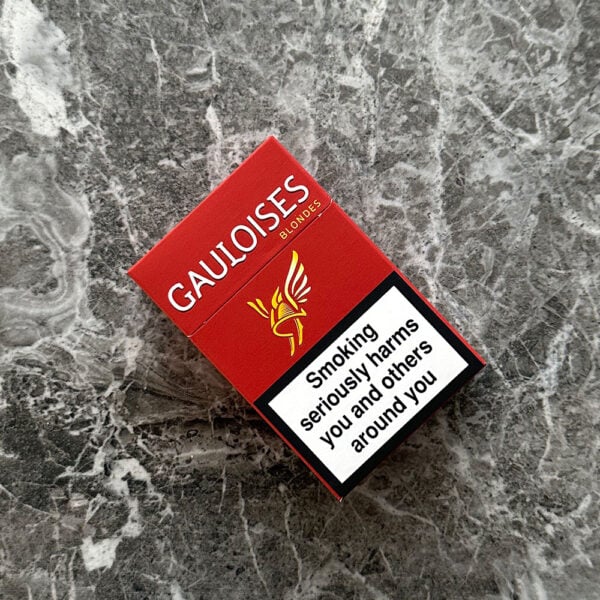 GAULOISES
BLONDES
Smoking
seriously harms
you and others
around you